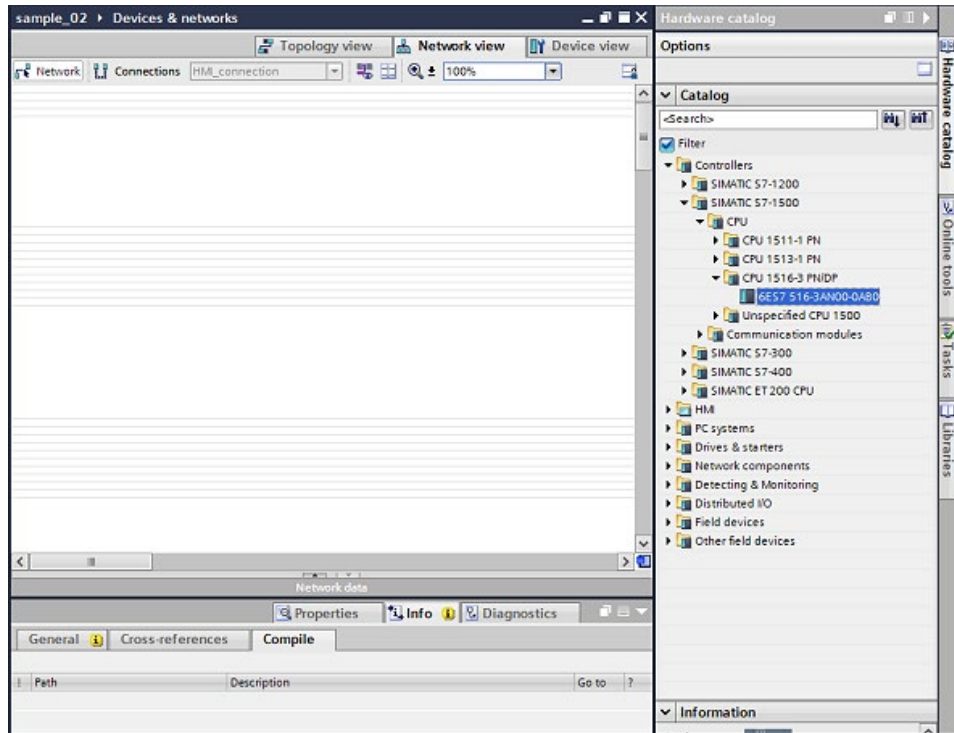 sample_02 ▸ Devices & networks
Topology view Network view Device view
Network Connections HMI_connection 100%
Network data
Properties Info Diagnostics
General Cross-references Compile
! Path Description Go to ?
Hardware catalog
Options
Catalog
<Search>
Filter
Controllers
SIMATIC S7-1200
SIMATIC S7-1500
CPU
CPU 1511-1 PN
CPU 1513-1 PN
CPU 1516-3 PN/DP
6ES7 516-3AN00-0AB0
Unspecified CPU 1500
Communication modules
SIMATIC S7-300
SIMATIC S7-400
SIMATIC ET 200 CPU
HMI
PC systems
Drives & starters
Network components
Detecting & Monitoring
Distributed I/O
Field devices
Other field devices
Information
Hardware catalog
Online tools
Tasks
Libraries